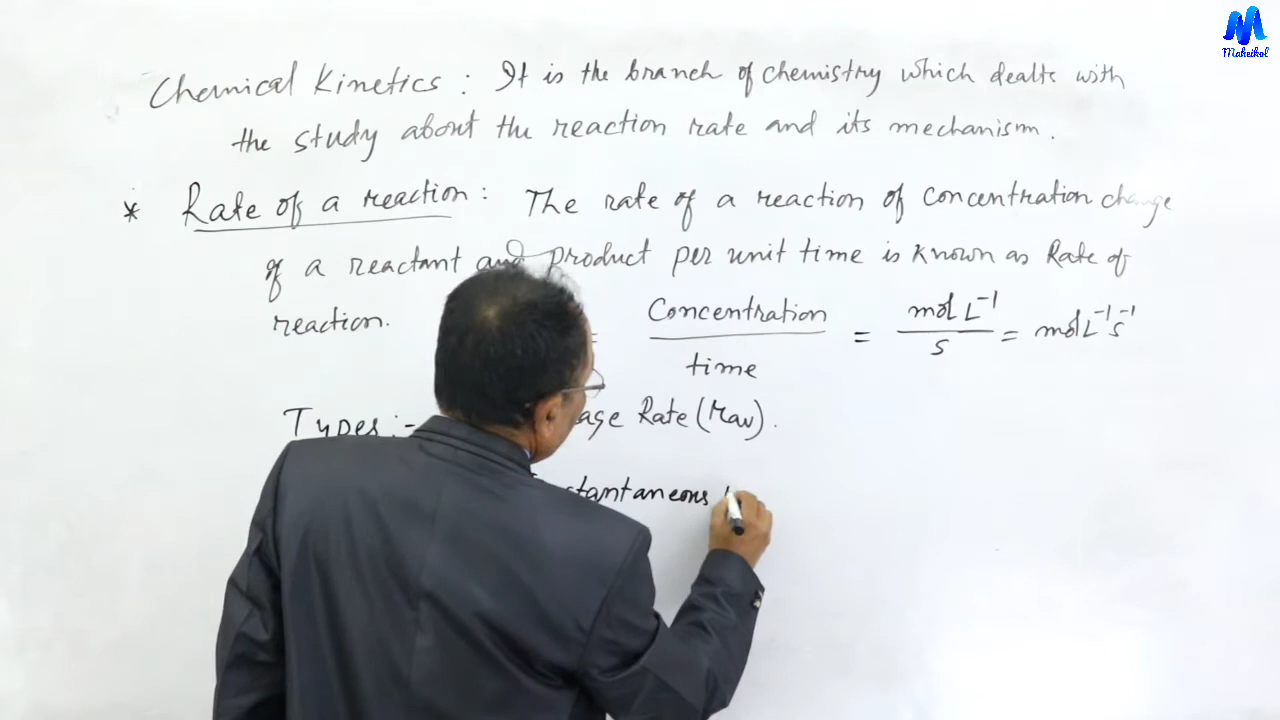 Chemical Kinetics : It is the branch of chemistry which dealts with
the study about the reaction rate and its mechanism.
* Rate of a reaction : The rate of a reaction of concentration change
of a reactant and product per unit time is known as Rate of
reaction.
= Concentration / time = mol L⁻¹ / s = mol L⁻¹ s⁻¹
Types :- age Rate (rav).
stantaneous
Maheikol